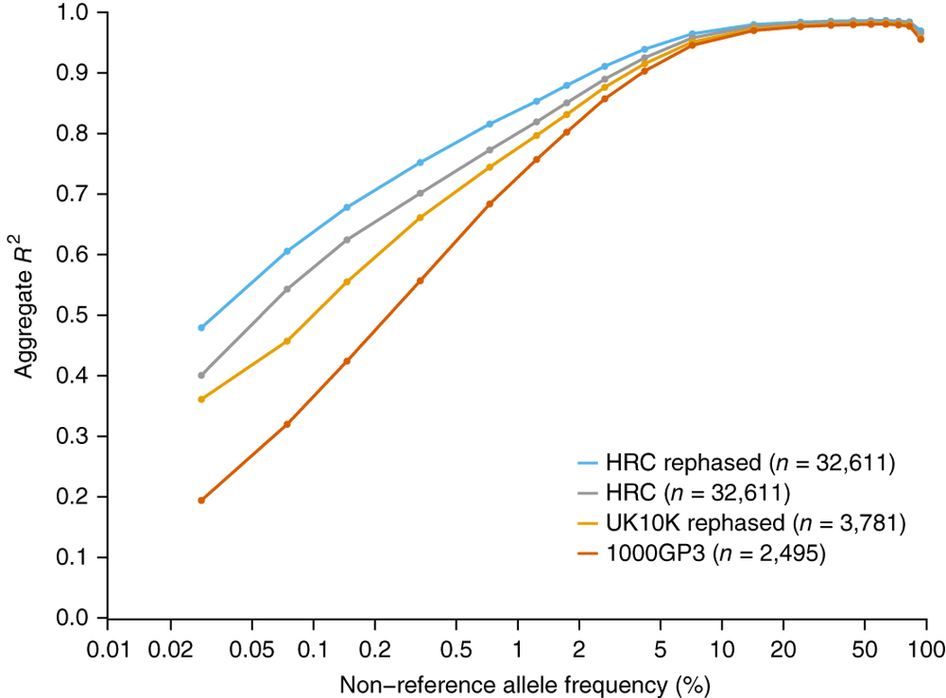 1.0
0.9
0.8
0.7
0.6
0.5
0.4
0.3
0.2
0.1
0.0
Aggregate R²
HRC rephased (n = 32,611)
HRC (n = 32,611)
UK10K rephased (n = 3,781)
1000GP3 (n = 2,495)
0.01 0.02 0.05 0.1 0.2 0.5 1 2 5 10 20 50 100
Non−reference allele frequency (%)